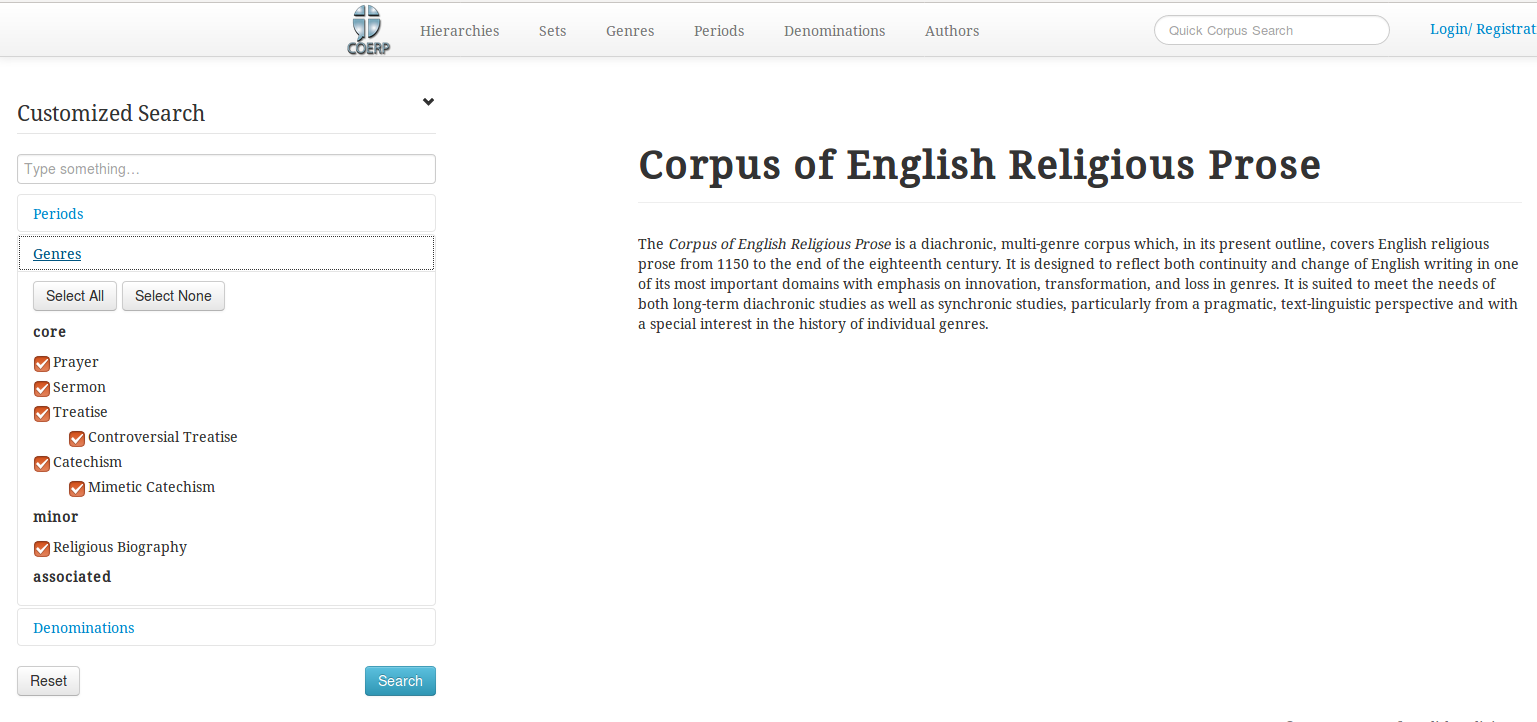 COERP
Hierarchies Sets Genres Periods Denominations Authors Quick Corpus Search Login/ Registrat
Customized Search
Type something…
Periods
Genres
Select All Select None
core
Prayer
Sermon
Treatise
Controversial Treatise
Catechism
Mimetic Catechism
minor
Religious Biography
associated
Denominations
Reset Search
Corpus of English Religious Prose
The Corpus of English Religious Prose is a diachronic, multi-genre corpus which, in its present outline, covers English religious
prose from 1150 to the end of the eighteenth century. It is designed to reflect both continuity and change of English writing in one
of its most important domains with emphasis on innovation, transformation, and loss in genres. It is suited to meet the needs of
both long-term diachronic studies as well as synchronic studies, particularly from a pragmatic, text-linguistic perspective and with
a special interest in the history of individual genres.